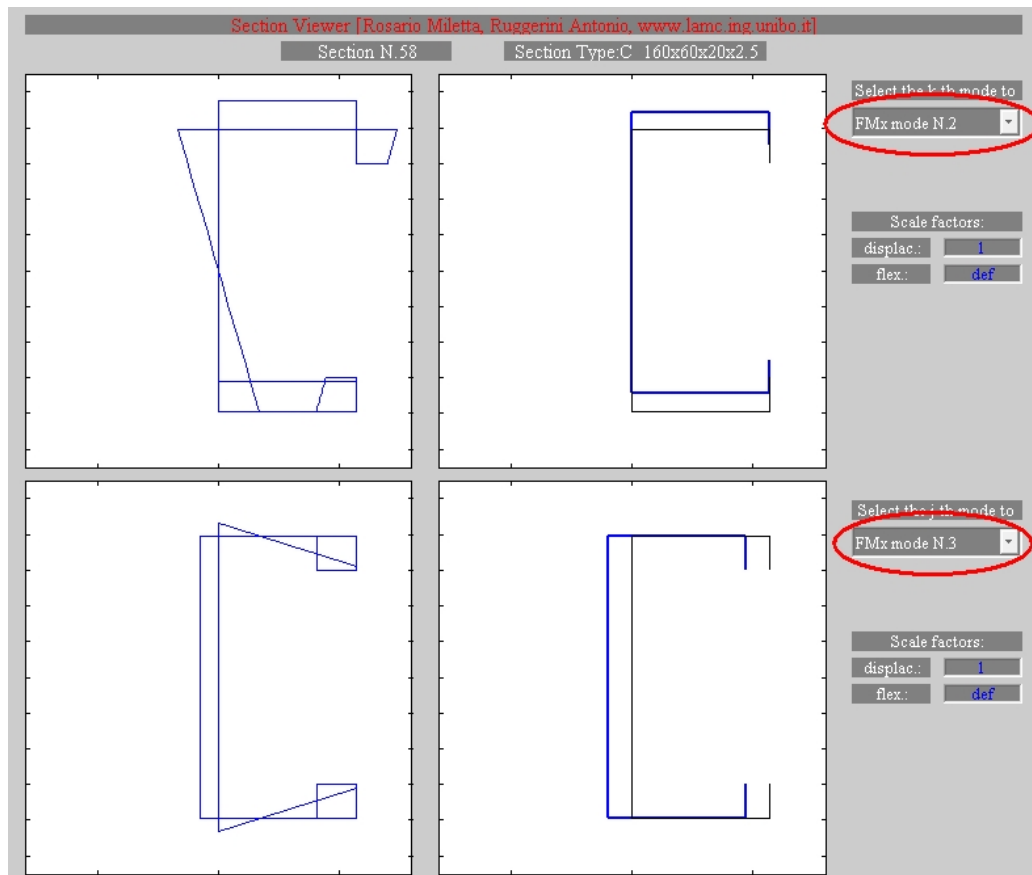 Section Viewer [Rosario Miletta, Ruggerini Antonio, www.lamc.ing.unibo.it]
Section N.58 Section Type:C 160x60x20x2.5
Select the k-th mode to
FMx mode N.2
Scale factors:
displac.: 1
flex.: def
Select the j-th mode to
FMx mode N.3
Scale factors:
displac.: 1
flex.: def